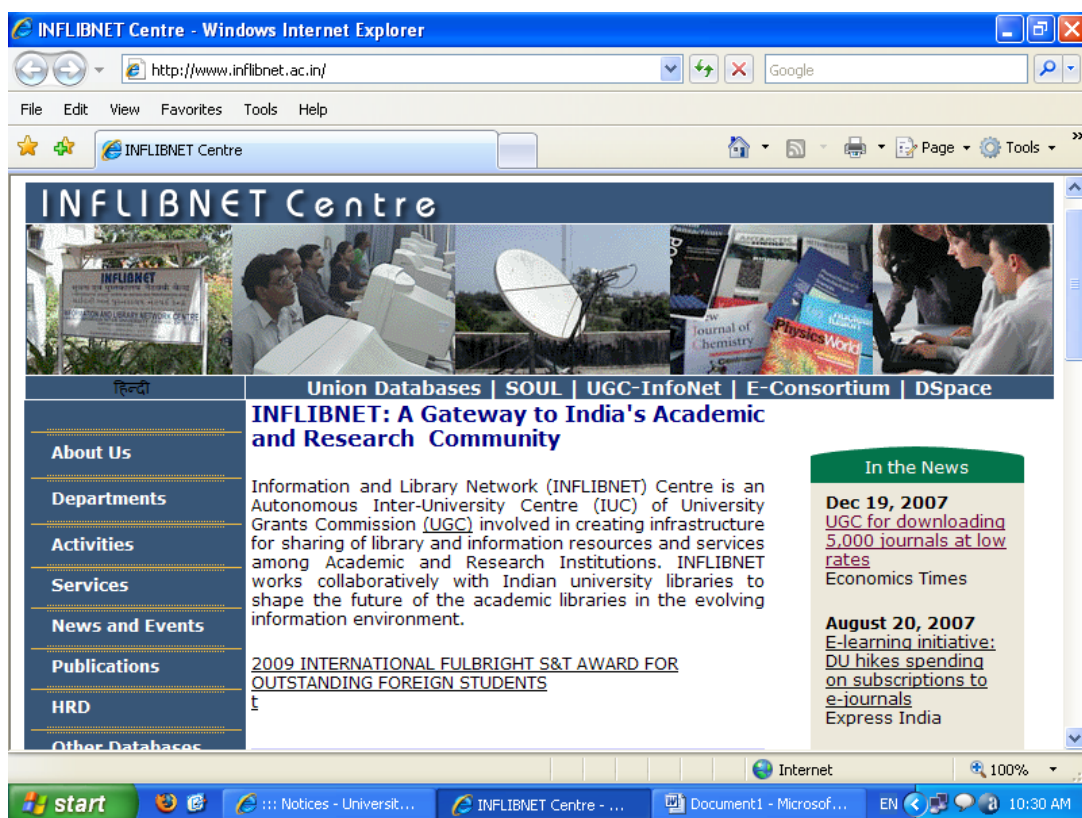 INFLIBNET Centre - Windows Internet Explorer
http://www.inflibnet.ac.in/
Google
File Edit View Favorites Tools Help
INFLIBNET Centre
Page Tools
INFLIBNET Centre
INFLIBNET
INFORMATION AND LIBRARY NETWORK CENTRE
ANTARCTIC
Journal of
Chemistry
Physics World
हिन्दी
Union Databases | SOUL | UGC-InfoNet | E-Consortium | DSpace
INFLIBNET: A Gateway to India's Academic
and Research Community
About Us
Departments
Activities
Services
News and Events
Publications
HRD
Other Databases
Information and Library Network (INFLIBNET) Centre is an
Autonomous Inter-University Centre (IUC) of University
Grants Commission (UGC) involved in creating infrastructure
for sharing of library and information resources and services
among Academic and Research Institutions. INFLIBNET
works collaboratively with Indian university libraries to
shape the future of the academic libraries in the evolving
information environment.
2009 INTERNATIONAL FULBRIGHT S&T AWARD FOR
OUTSTANDING FOREIGN STUDENTS
t
In the News
Dec 19, 2007
UGC for downloading
5,000 journals at low
rates
Economics Times
August 20, 2007
E-learning initiative:
DU hikes spending
on subscriptions to
e-journals
Express India
Internet
100%
start
::: Notices - Universit...
INFLIBNET Centre - ...
Document1 - Microsof...
EN
10:30 AM